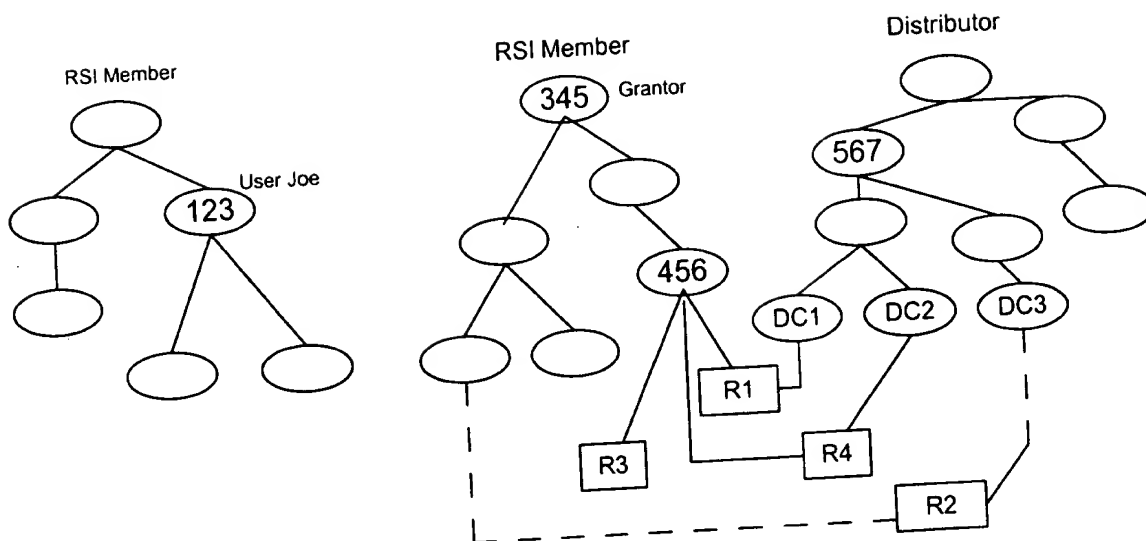 RSI Member
123
User Joe
RSI Member
345
Grantor
456
Distributor
567
DC1
DC2
DC3
R1
R3
R4
R2